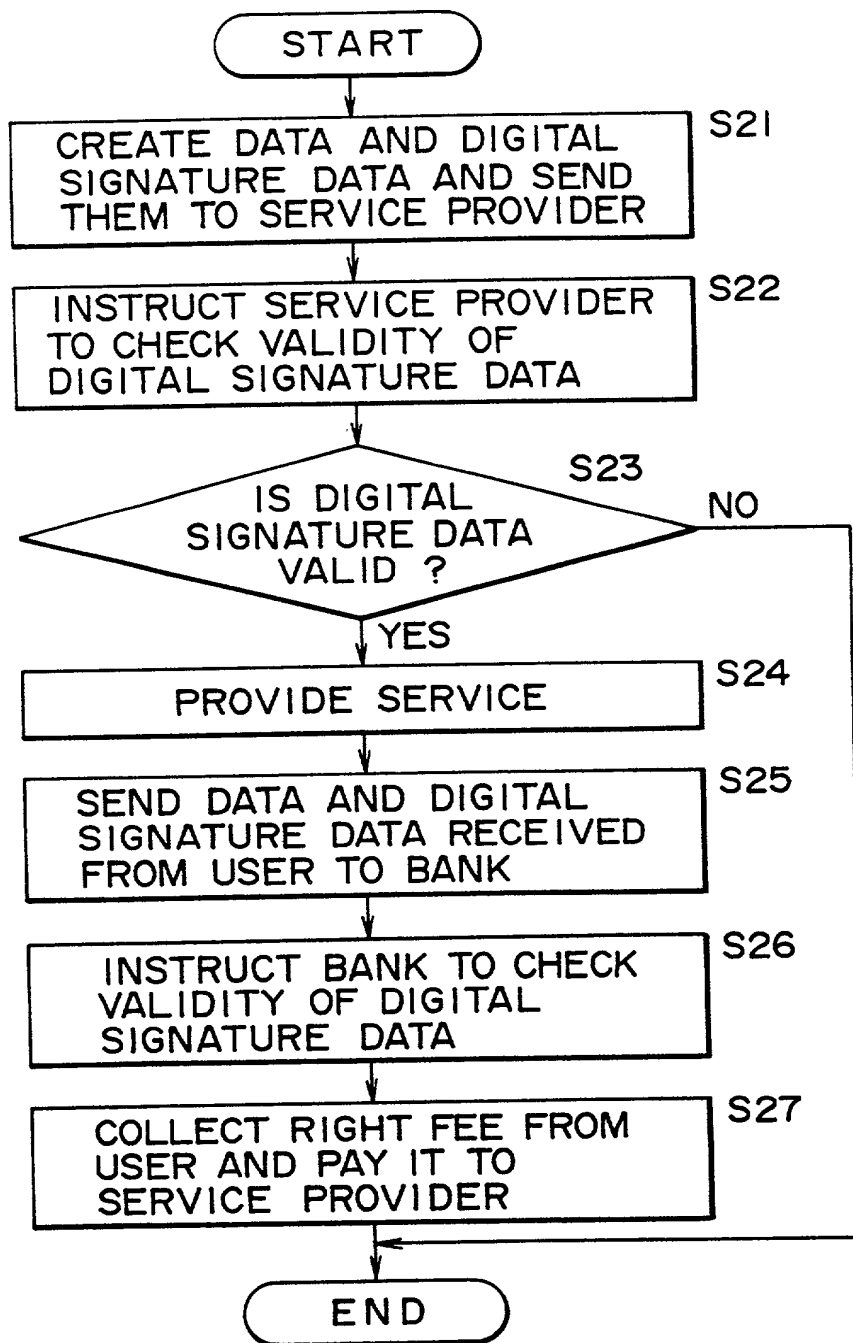 START
S21
CREATE DATA AND DIGITAL
SIGNATURE DATA AND SEND
THEM TO SERVICE PROVIDER
S22
INSTRUCT SERVICE PROVIDER
TO CHECK VALIDITY OF
DIGITAL SIGNATURE DATA
S23
IS DIGITAL
SIGNATURE DATA
VALID ?
NO
YES
S24
PROVIDE SERVICE
S25
SEND DATA AND DIGITAL
SIGNATURE DATA RECEIVED
FROM USER TO BANK
S26
INSTRUCT BANK TO CHECK
VALIDITY OF DIGITAL
SIGNATURE DATA
S27
COLLECT RIGHT FEE FROM
USER AND PAY IT TO
SERVICE PROVIDER
END